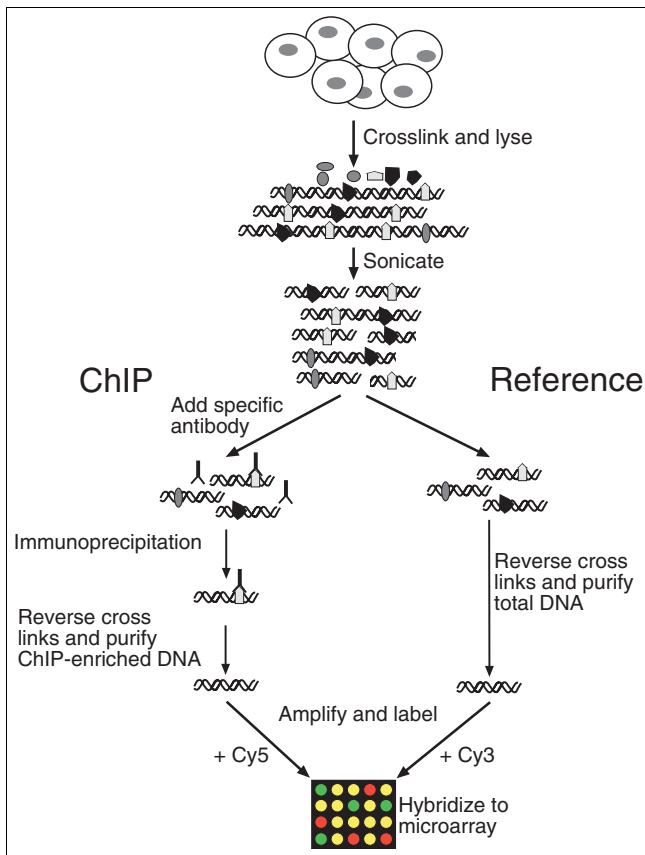 Crosslink and lyse
Sonicate
ChIP
Reference
Add specific
antibody
Immunoprecipitation
Reverse cross
links and purify
total DNA
Reverse cross
links and purify
ChIP-enriched DNA
Amplify and label
+ Cy5
+ Cy3
Hybridize to
microarray